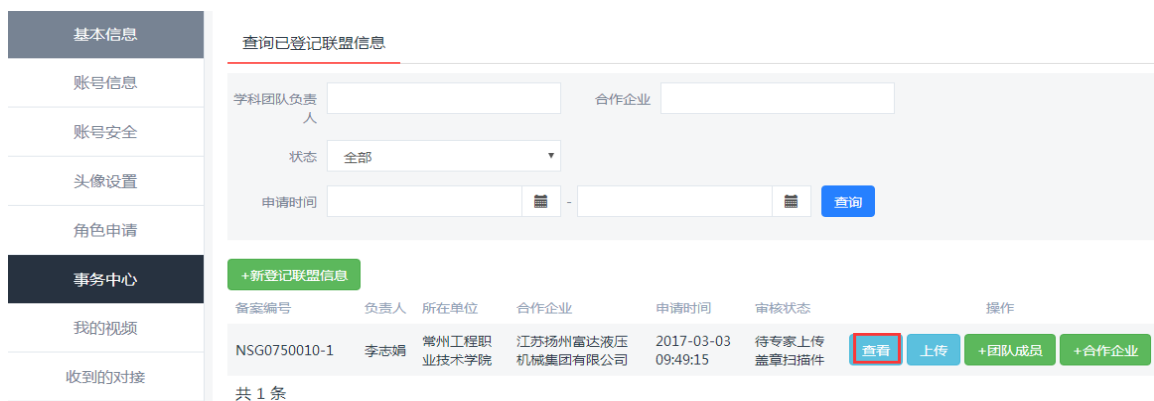 基本信息
账号信息
账号安全
头像设置
角色申请
事务中心
我的视频
收到的对接
查询已登记联盟信息
学科团队负责
人
合作企业
状态
全部
申请时间
-
查询
+新登记联盟信息
备案编号 负责人 所在单位 合作企业 申请时间 审核状态 操作
NSG0750010-1 李志娟 常州工程职 江苏扬州富达液压 2017-03-03 待专家上传 查看 上传 +团队成员 +合作企业
业技术学院 机械集团有限公司 09:49:15 盖章扫描件
共 1 条